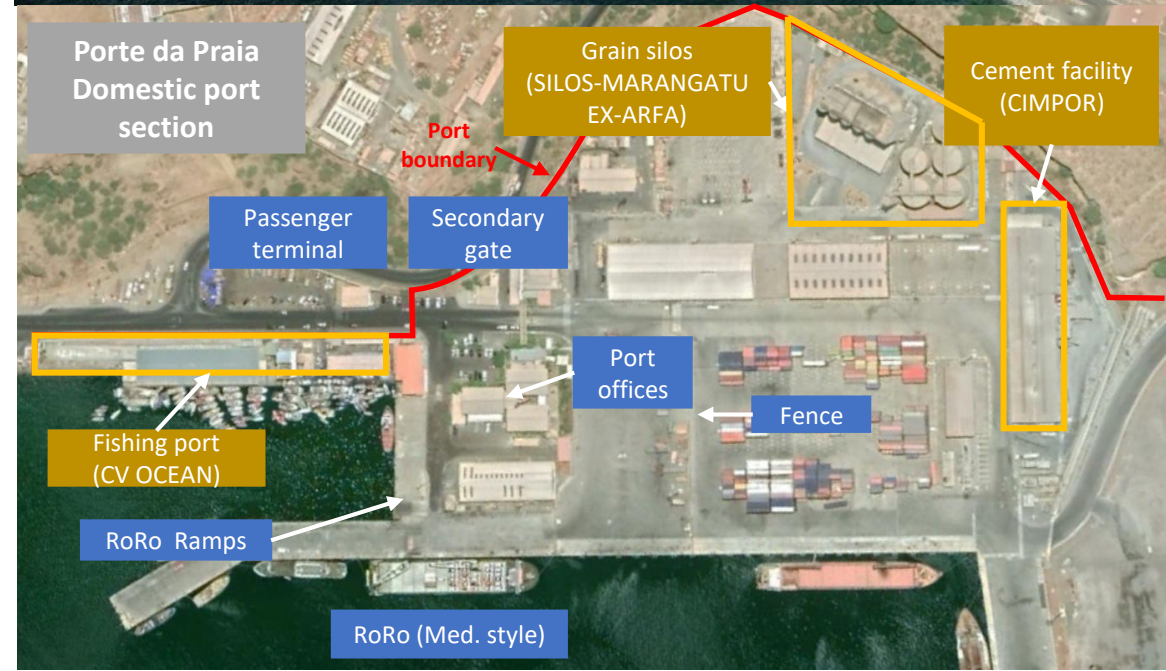 Porte da Praia
Domestic port
section
Grain silos
(SILOS-MARANGATU
EX-ARFA)
Cement facility
(CIMPOR)
Port
boundary
Passenger
terminal
Secondary
gate
Port
offices
Fence
Fishing port
(CV OCEAN)
RoRo Ramps
RoRo (Med. style)